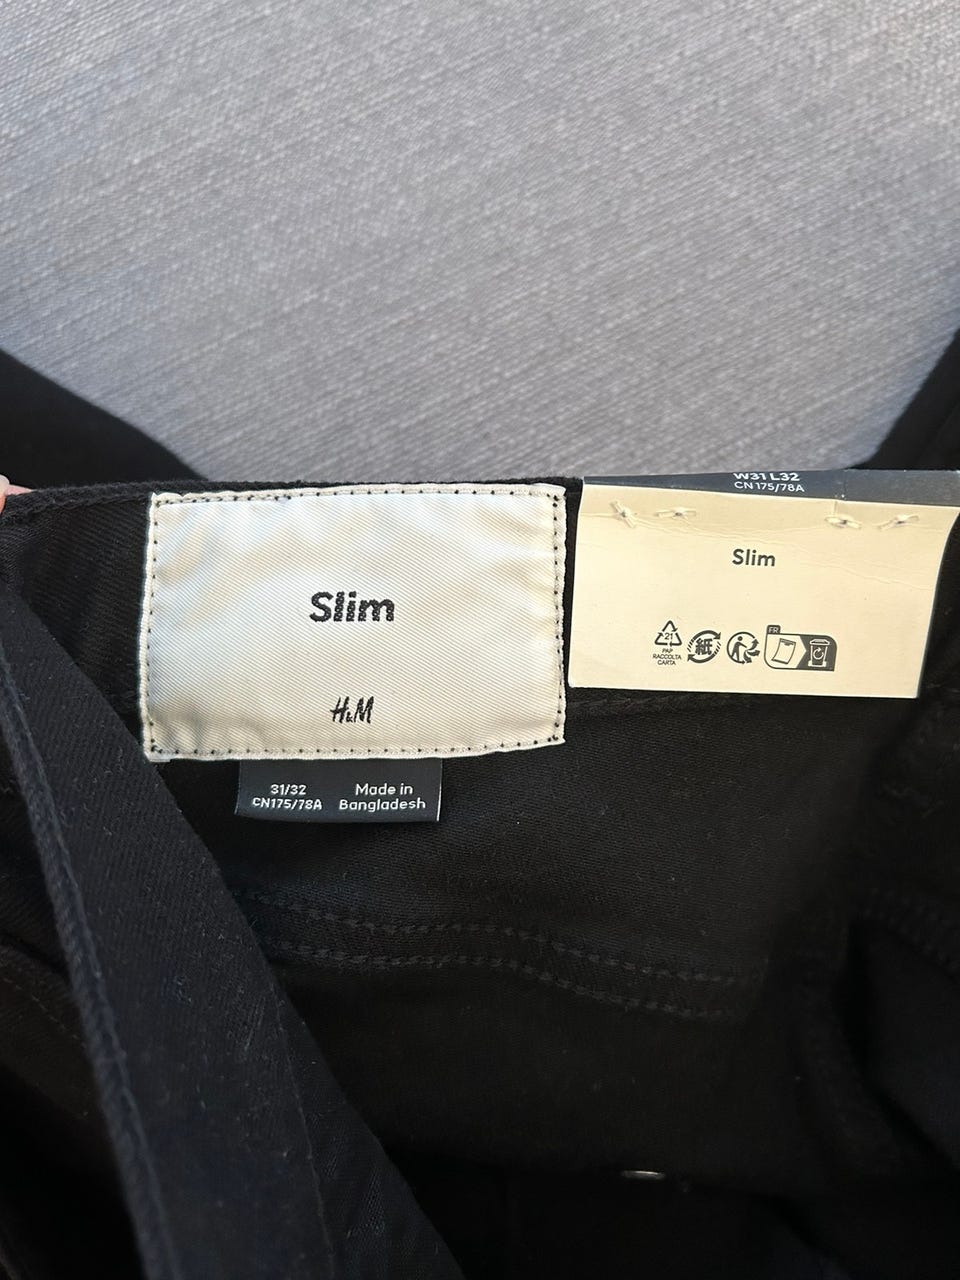 Slim
H&M
31/32
CN175/78A
Made in
Bangladesh
W31 L32
CN 175/78A
Slim
21
PAP
RACCOLTA
CARTA
紙
FR